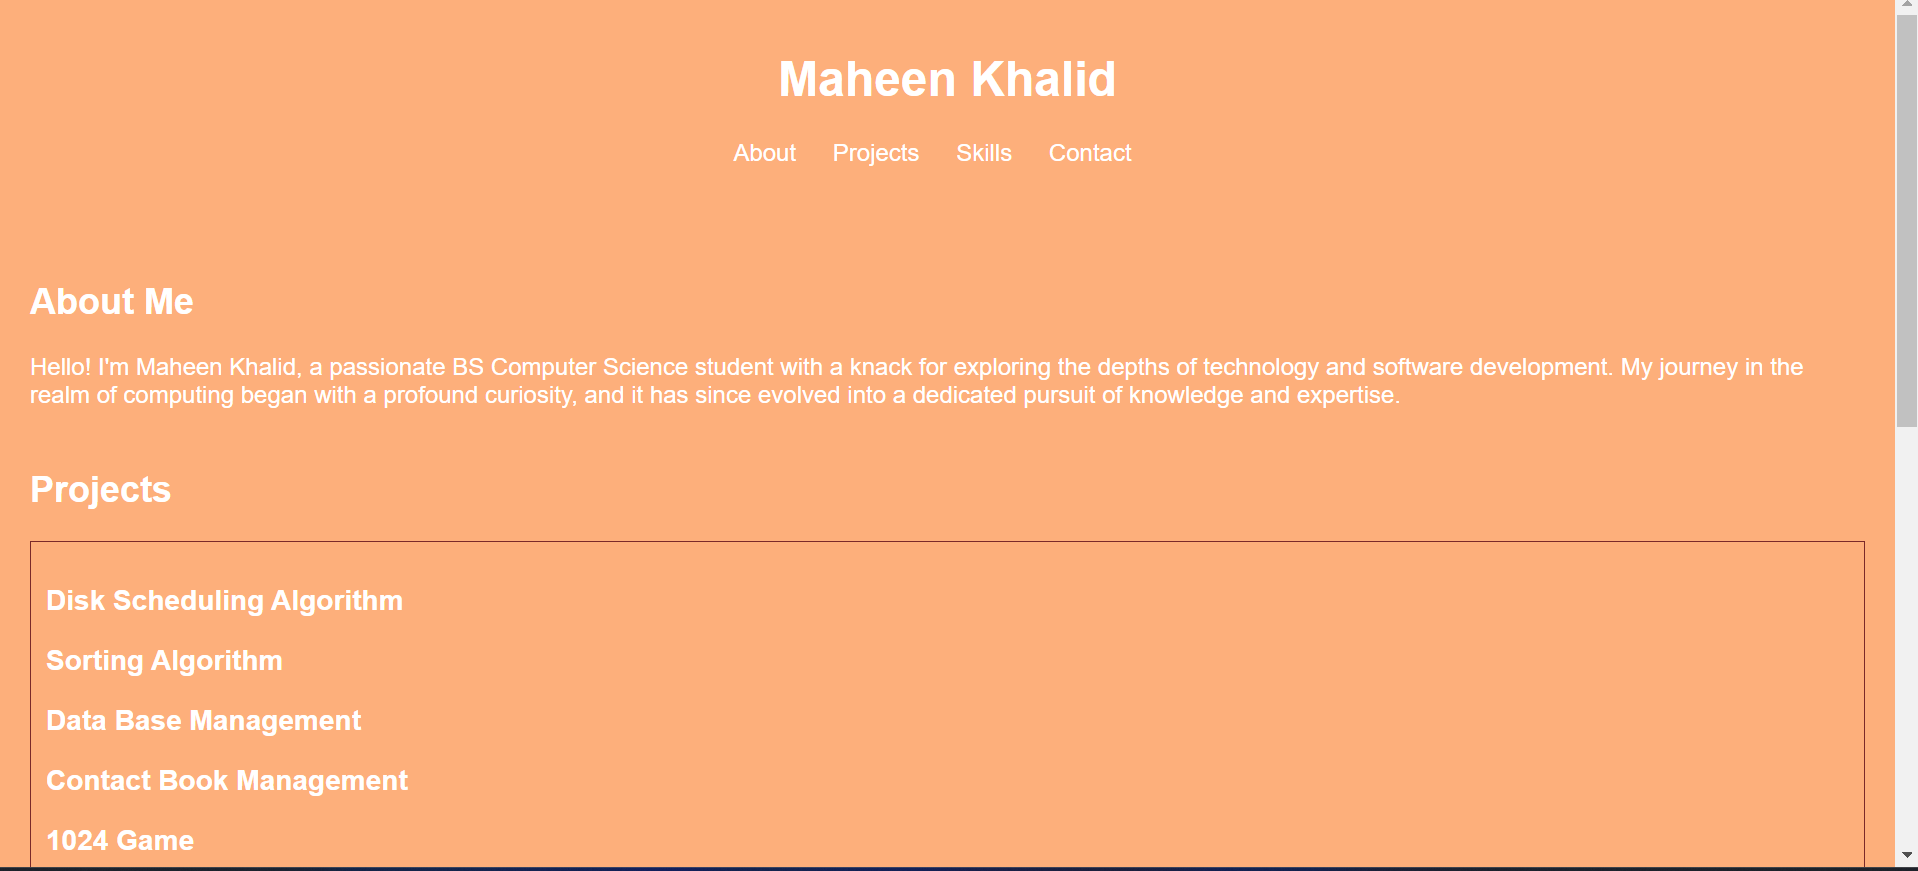 Maheen Khalid
About Projects Skills Contact
About Me
Hello! I'm Maheen Khalid, a passionate BS Computer Science student with a knack for exploring the depths of technology and software development. My journey in the
realm of computing began with a profound curiosity, and it has since evolved into a dedicated pursuit of knowledge and expertise.
Projects
Disk Scheduling Algorithm
Sorting Algorithm
Data Base Management
Contact Book Management
1024 Game